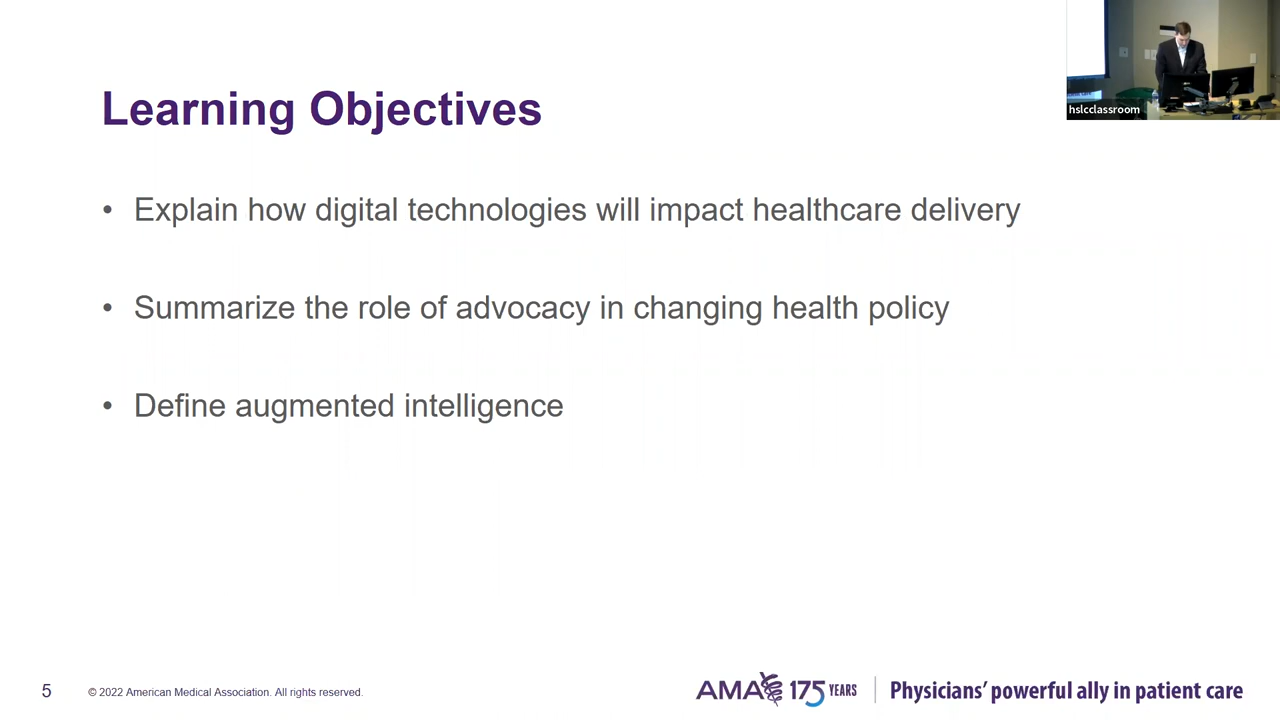 hslcclassroom
Learning Objectives
• Explain how digital technologies will impact healthcare delivery
• Summarize the role of advocacy in changing health policy
• Define augmented intelligence
5
© 2022 American Medical Association. All rights reserved.
AMA 175 YEARS
Physicians’ powerful ally in patient care